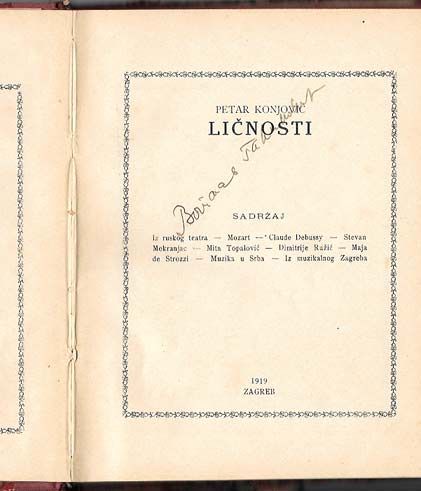 PETAR KONJOVIĆ
LIČNOSTI
SADRŽAJ
Iz ruskog teatra — Mozart — Claude Debussy — Stevan
Mokranjac — Mita Topalović — Dimitrije Ružić — Maja
de Strozzi — Muzika u Srba — Iz muzikalnog Zagreba
1919
ZAGREB